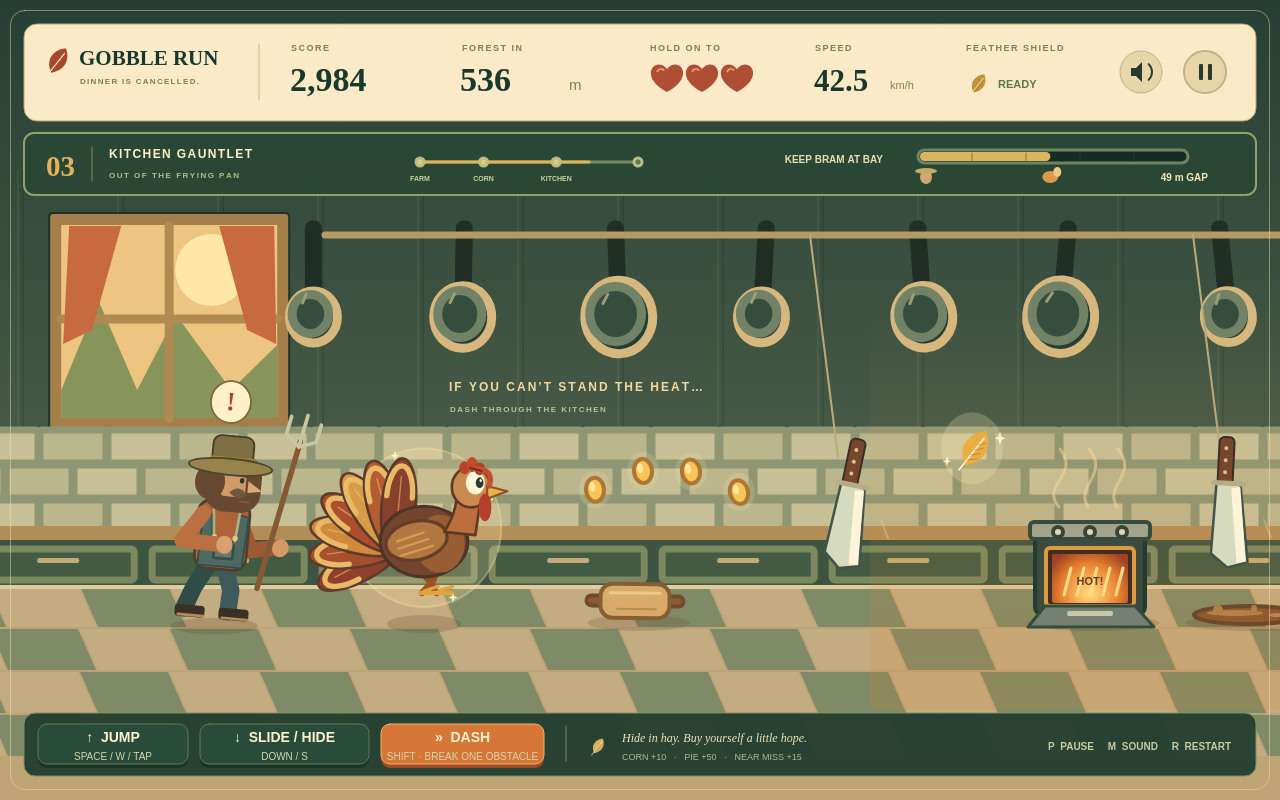 GOBBLE RUN
DINNER IS CANCELLED.
SCORE
2,984
FOREST IN
536 m
HOLD ON TO
SPEED
42.5 km/h
FEATHER SHIELD
READY
03
KITCHEN GAUNTLET
OUT OF THE FRYING PAN
FARM CORN KITCHEN
KEEP BRAM AT BAY
49 m GAP
IF YOU CAN'T STAND THE HEAT…
DASH THROUGH THE KITCHEN
!
HOT!
↑ JUMP
SPACE / W / TAP
↓ SLIDE / HIDE
DOWN / S
» DASH
SHIFT · BREAK ONE OBSTACLE
Hide in hay. Buy yourself a little hope.
CORN +10 · PIE +50 · NEAR MISS +15
P PAUSE M SOUND R RESTART